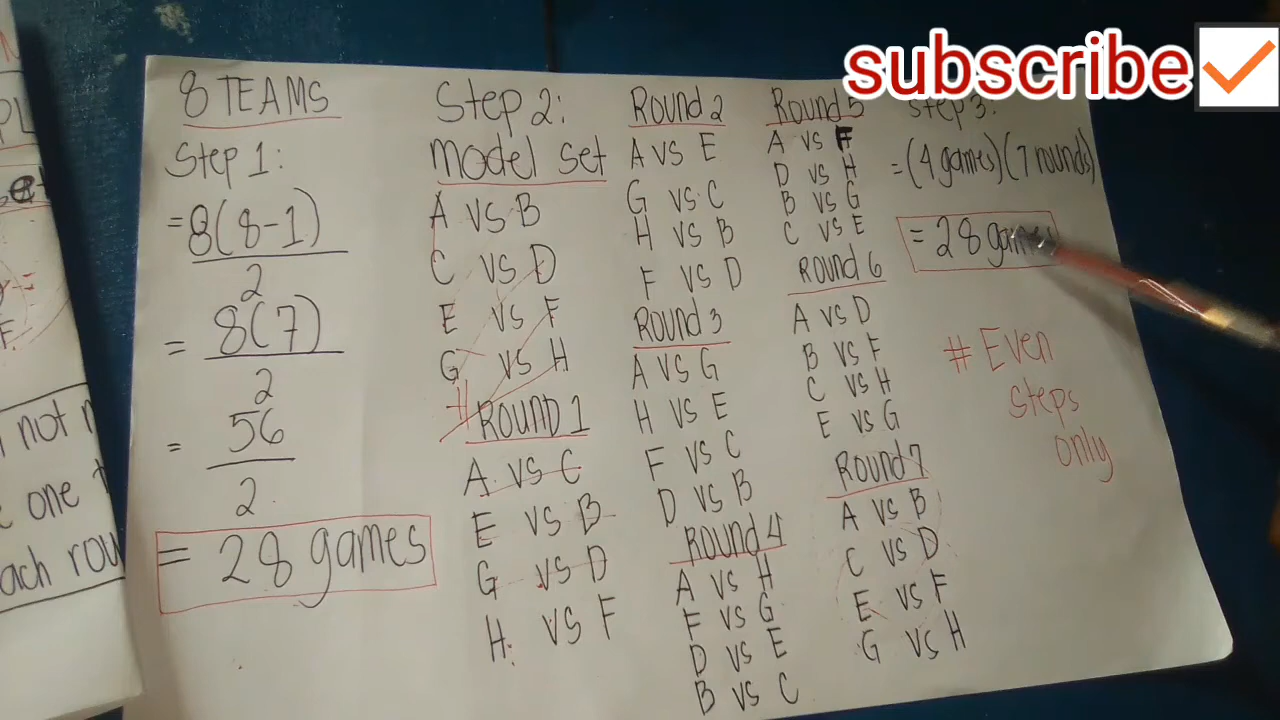 subscribe
8 TEAMS
Step 1:
= 8(8-1)
2
= 8(7)
2
= 56
2
= 28 games
Step 2:
model set
A VS B
C VS D
E VS F
G VS H
# ROUND 1
A VS C
E VS B
G VS D
H. VS F
Round 2
A VS E
G VS C
H VS B
F VS D
Round 3
A VS G
H VS E
F VS C
D VS B
Round 4
A VS H
F VS G
D VS E
B VS C
Round 5
A VS F
D VS H
B VS G
C VS E
Round 6
A VS D
B VS F
C VS H
E VS G
Round 7
A VS B
C VS D
E VS F
G VS H
Step 3:
= (4 games)(7 rounds)
= 28 games
# Even
steps
only
not
one